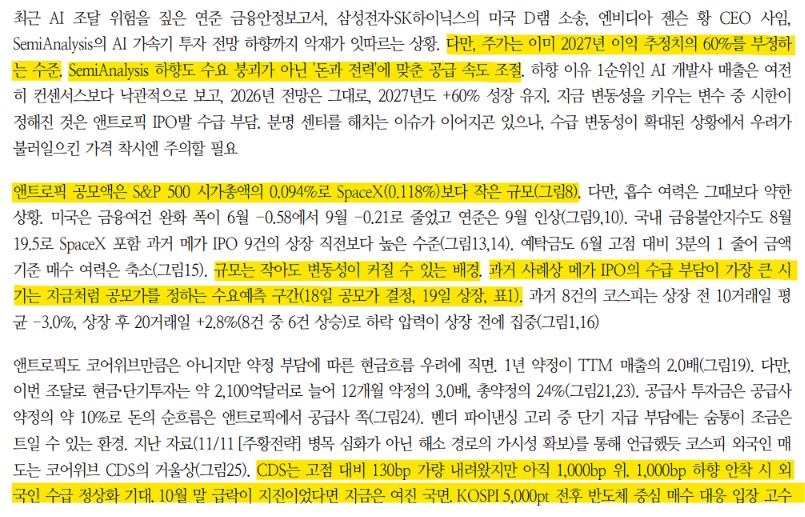 최근 AI 조달 위험을 짚은 연준 금융안정보고서, 삼성전자·SK하이닉스의 미국 D램 소송, 엔비디아 젠슨 황 CEO 사임,
SemiAnalysis의 AI 가속기 투자 전망 하향까지 악재가 잇따르는 상황. 다만, 주가는 이미 2027년 이익 추정치의 60%를 부정하
는 수준. SemiAnalysis 하향도 수요 붕괴가 아닌 '돈과 전력'에 맞춘 공급 속도 조절. 하향 이유 1순위인 AI 개발사 매출은 여전
히 컨센서스보다 낙관적으로 보고, 2026년 전망은 그대로, 2027년도 +60% 성장 유지. 지금 변동성을 키우는 변수 중 시한이
정해진 것은 앤트로픽 IPO발 수급 부담. 분명 센티를 해치는 이슈가 이어지곤 있으나, 수급 변동성이 확대된 상황에서 우려가
불러일으킨 가격 착시엔 주의할 필요
앤트로픽 공모액은 S&P 500 시가총액의 0.094%로 SpaceX(0.118%)보다 작은 규모(그림8). 다만, 흡수 여력은 그때보다 약한
상황. 미국은 금융여건 완화 폭이 6월 -0.58에서 9월 -0.21로 줄었고 연준은 9월 인상(그림9,10). 국내 금융불안지수도 8월
19.5로 SpaceX 포함 과거 메가 IPO 9건의 상장 직전보다 높은 수준(그림13,14). 예탁금도 6월 고점 대비 3분의 1 줄어 금액
기준 매수 여력은 축소(그림15). 규모는 작아도 변동성이 커질 수 있는 배경. 과거 사례상 메가 IPO의 수급 부담이 가장 큰 시
기는 지금처럼 공모가를 정하는 수요예측 구간(18일 공모가 결정, 19일 상장, 표1). 과거 8건의 코스피는 상장 전 10거래일 평
균 -3.0%, 상장 후 20거래일 +2.8%(8건 중 6건 상승)로 하락 압력이 상장 전에 집중(그림1,16)
앤트로픽도 코어위브만큼은 아니지만 약정 부담에 따른 현금흐름 우려에 직면. 1년 약정이 TTM 매출의 2.0배(그림19). 다만,
이번 조달로 현금·단기투자는 약 2,100억달러로 늘어 12개월 약정의 3.0배, 총약정의 24%(그림21,23). 공급사 투자금은 공급사
약정의 약 10%로 돈의 순흐름은 앤트로픽에서 공급사 쪽(그림24). 벤더 파이낸싱 고리 중 단기 지급 부담에는 숨통이 조금은
트일 수 있는 환경. 지난 자료(11/11 [주황전략] 병목 심화가 아닌 해소 경로의 가시성 확보)를 통해 언급했듯 코스피 외국인 매
도는 코어위브 CDS의 거울상(그림25). CDS는 고점 대비 130bp 가량 내려왔지만 아직 1,000bp 위. 1,000bp 하향 안착 시 외
국인 수급 정상화 기대. 10월 말 급락이 지진이었다면 지금은 여진 국면. KOSPI 5,000pt 전후 반도체 중심 매수 대응 입장 고수